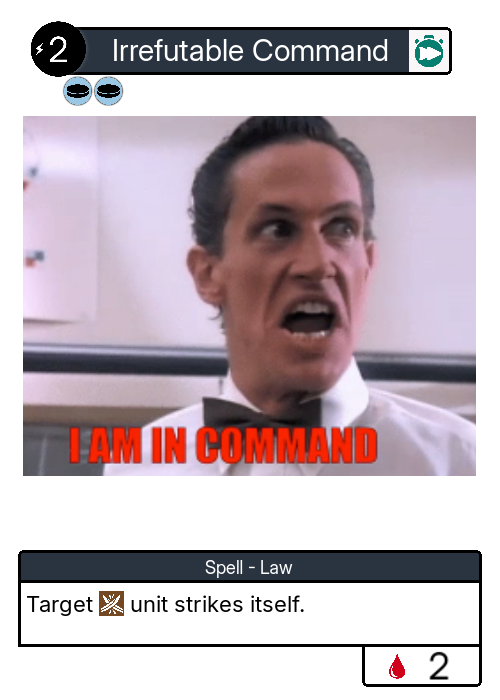 2
Irrefutable Command
I AM IN COMMAND
Spell - Law
Target unit strikes itself.
2